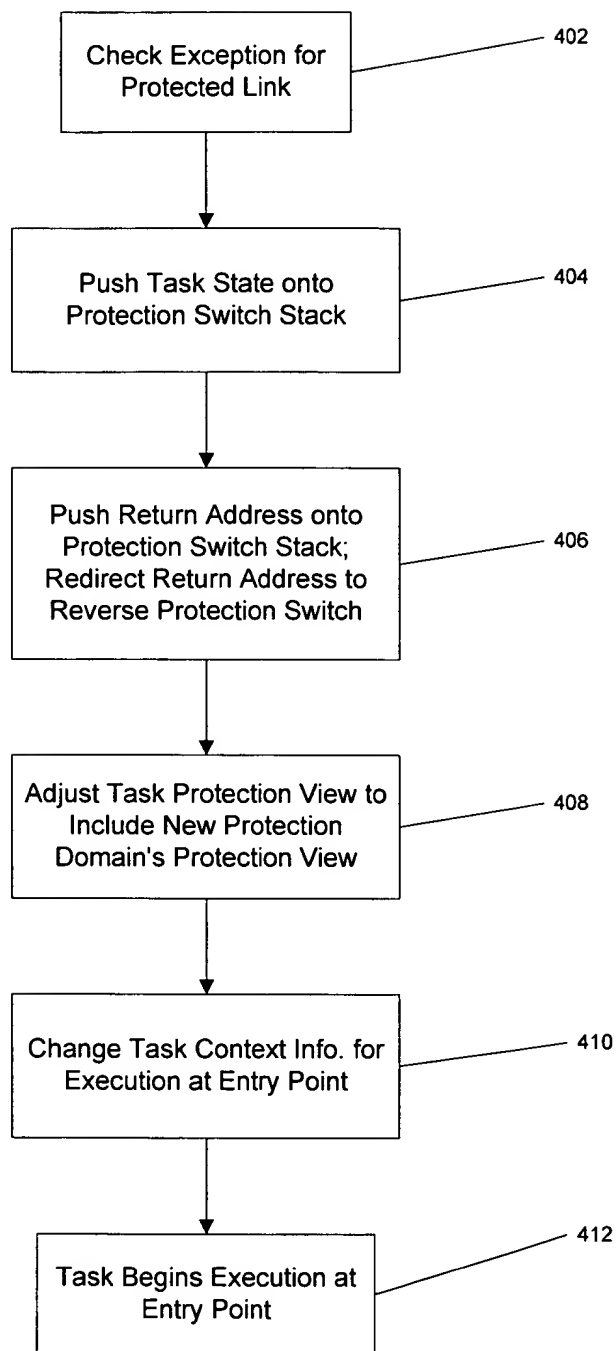 Check Exception for
Protected Link
402
Push Task State onto
Protection Switch Stack
404
Push Return Address onto
Protection Switch Stack;
Redirect Return Address to
Reverse Protection Switch
406
Adjust Task Protection View to
Include New Protection
Domain's Protection View
408
Change Task Context Info. for
Execution at Entry Point
410
Task Begins Execution at
Entry Point
412